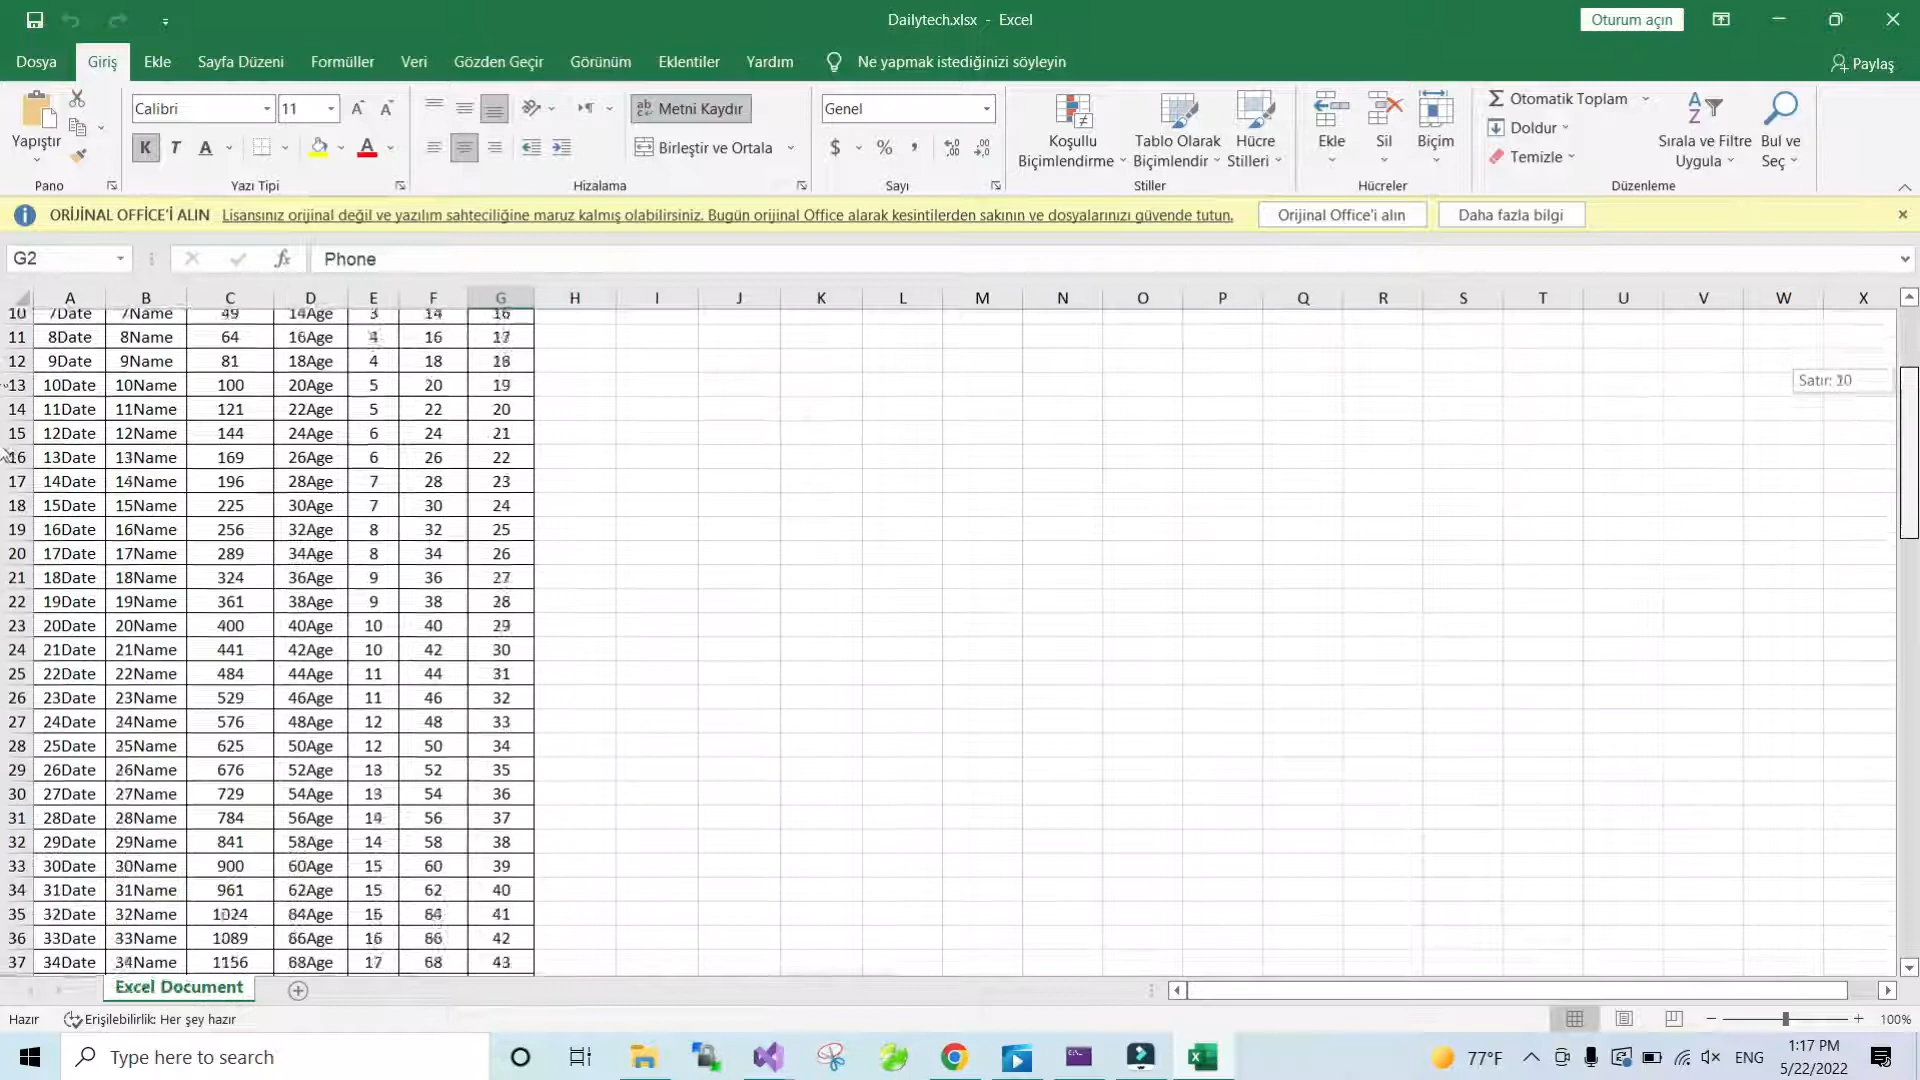 Dailytech.xlsx - Excel
Oturum açın
Dosya Giriş Ekle Sayfa Düzeni Formüller Veri Gözden Geçir Görünüm Eklentiler Yardım Ne yapmak istediğinizi söyleyin Paylaş
Yapıştır
Calibri 11
Metni Kaydır
Genel
Koşullu Biçimlendirme
Tablo Olarak Biçimlendir
Hücre Stilleri
Ekle Sil Biçim
Otomatik Toplam
Doldur
Temizle
Sırala ve Filtre Uygula
Bul ve Seç
K T A A Birleştir ve Ortala $ %
Pano Yazı Tipi Hizalama Sayı Stiller Hücreler Düzenleme
ORİJİNAL OFFICE'İ ALIN Lisansınız orijinal değil ve yazılım sahteciliğine maruz kalmış olabilirsiniz. Bugün orijinal Office alarak kesintilerden sakının ve dosyalarınızı güvende tutun. Orijinal Office'i alın Daha fazla bilgi
G2 fx Phone
A B C D E F G H I J K L M N O P Q R S T U V W X
10 7Date 7Name 49 14Age 3 14 16
11 8Date 8Name 64 16Age 4 16 17
12 9Date 9Name 81 18Age 4 18 18
13 10Date 10Name 100 20Age 5 20 19
Satır:
14 11Date 11Name 121 22Age 5 22 20
15 12Date 12Name 144 24Age 6 24 21
16 13Date 13Name 169 26Age 6 26 22
17 14Date 14Name 196 28Age 7 28 23
18 15Date 15Name 225 30Age 7 30 24
19 16Date 16Name 256 32Age 8 32 25
20 17Date 17Name 289 34Age 8 34 26
21 18Date 18Name 324 36Age 9 36 27
22 19Date 19Name 361 38Age 9 38 28
23 20Date 20Name 400 40Age 10 40 29
24 21Date 21Name 441 42Age 10 42 30
25 22Date 22Name 484 44Age 11 44 31
26 23Date 23Name 529 46Age 11 46 32
27 24Date 24Name 576 48Age 12 48 33
28 25Date 25Name 625 50Age 12 50 34
29 26Date 26Name 676 52Age 13 52 35
30 27Date 27Name 729 54Age 13 54 36
31 28Date 28Name 784 56Age 14 56 37
32 29Date 29Name 841 58Age 14 58 38
33 30Date 30Name 900 60Age 15 60 39
34 31Date 31Name 961 62Age 15 62 40
35 32Date 32Name 1024 41
36 33Date 33Name 1089 66Age 16 66 42
37 34Date 34Name 1156 68Age 17 68 43
Excel Document
Hazır Erişilebilirlik: Her şey hazır 100%
Type here to search 77°F ENG
1:17 PM
5/22/2022